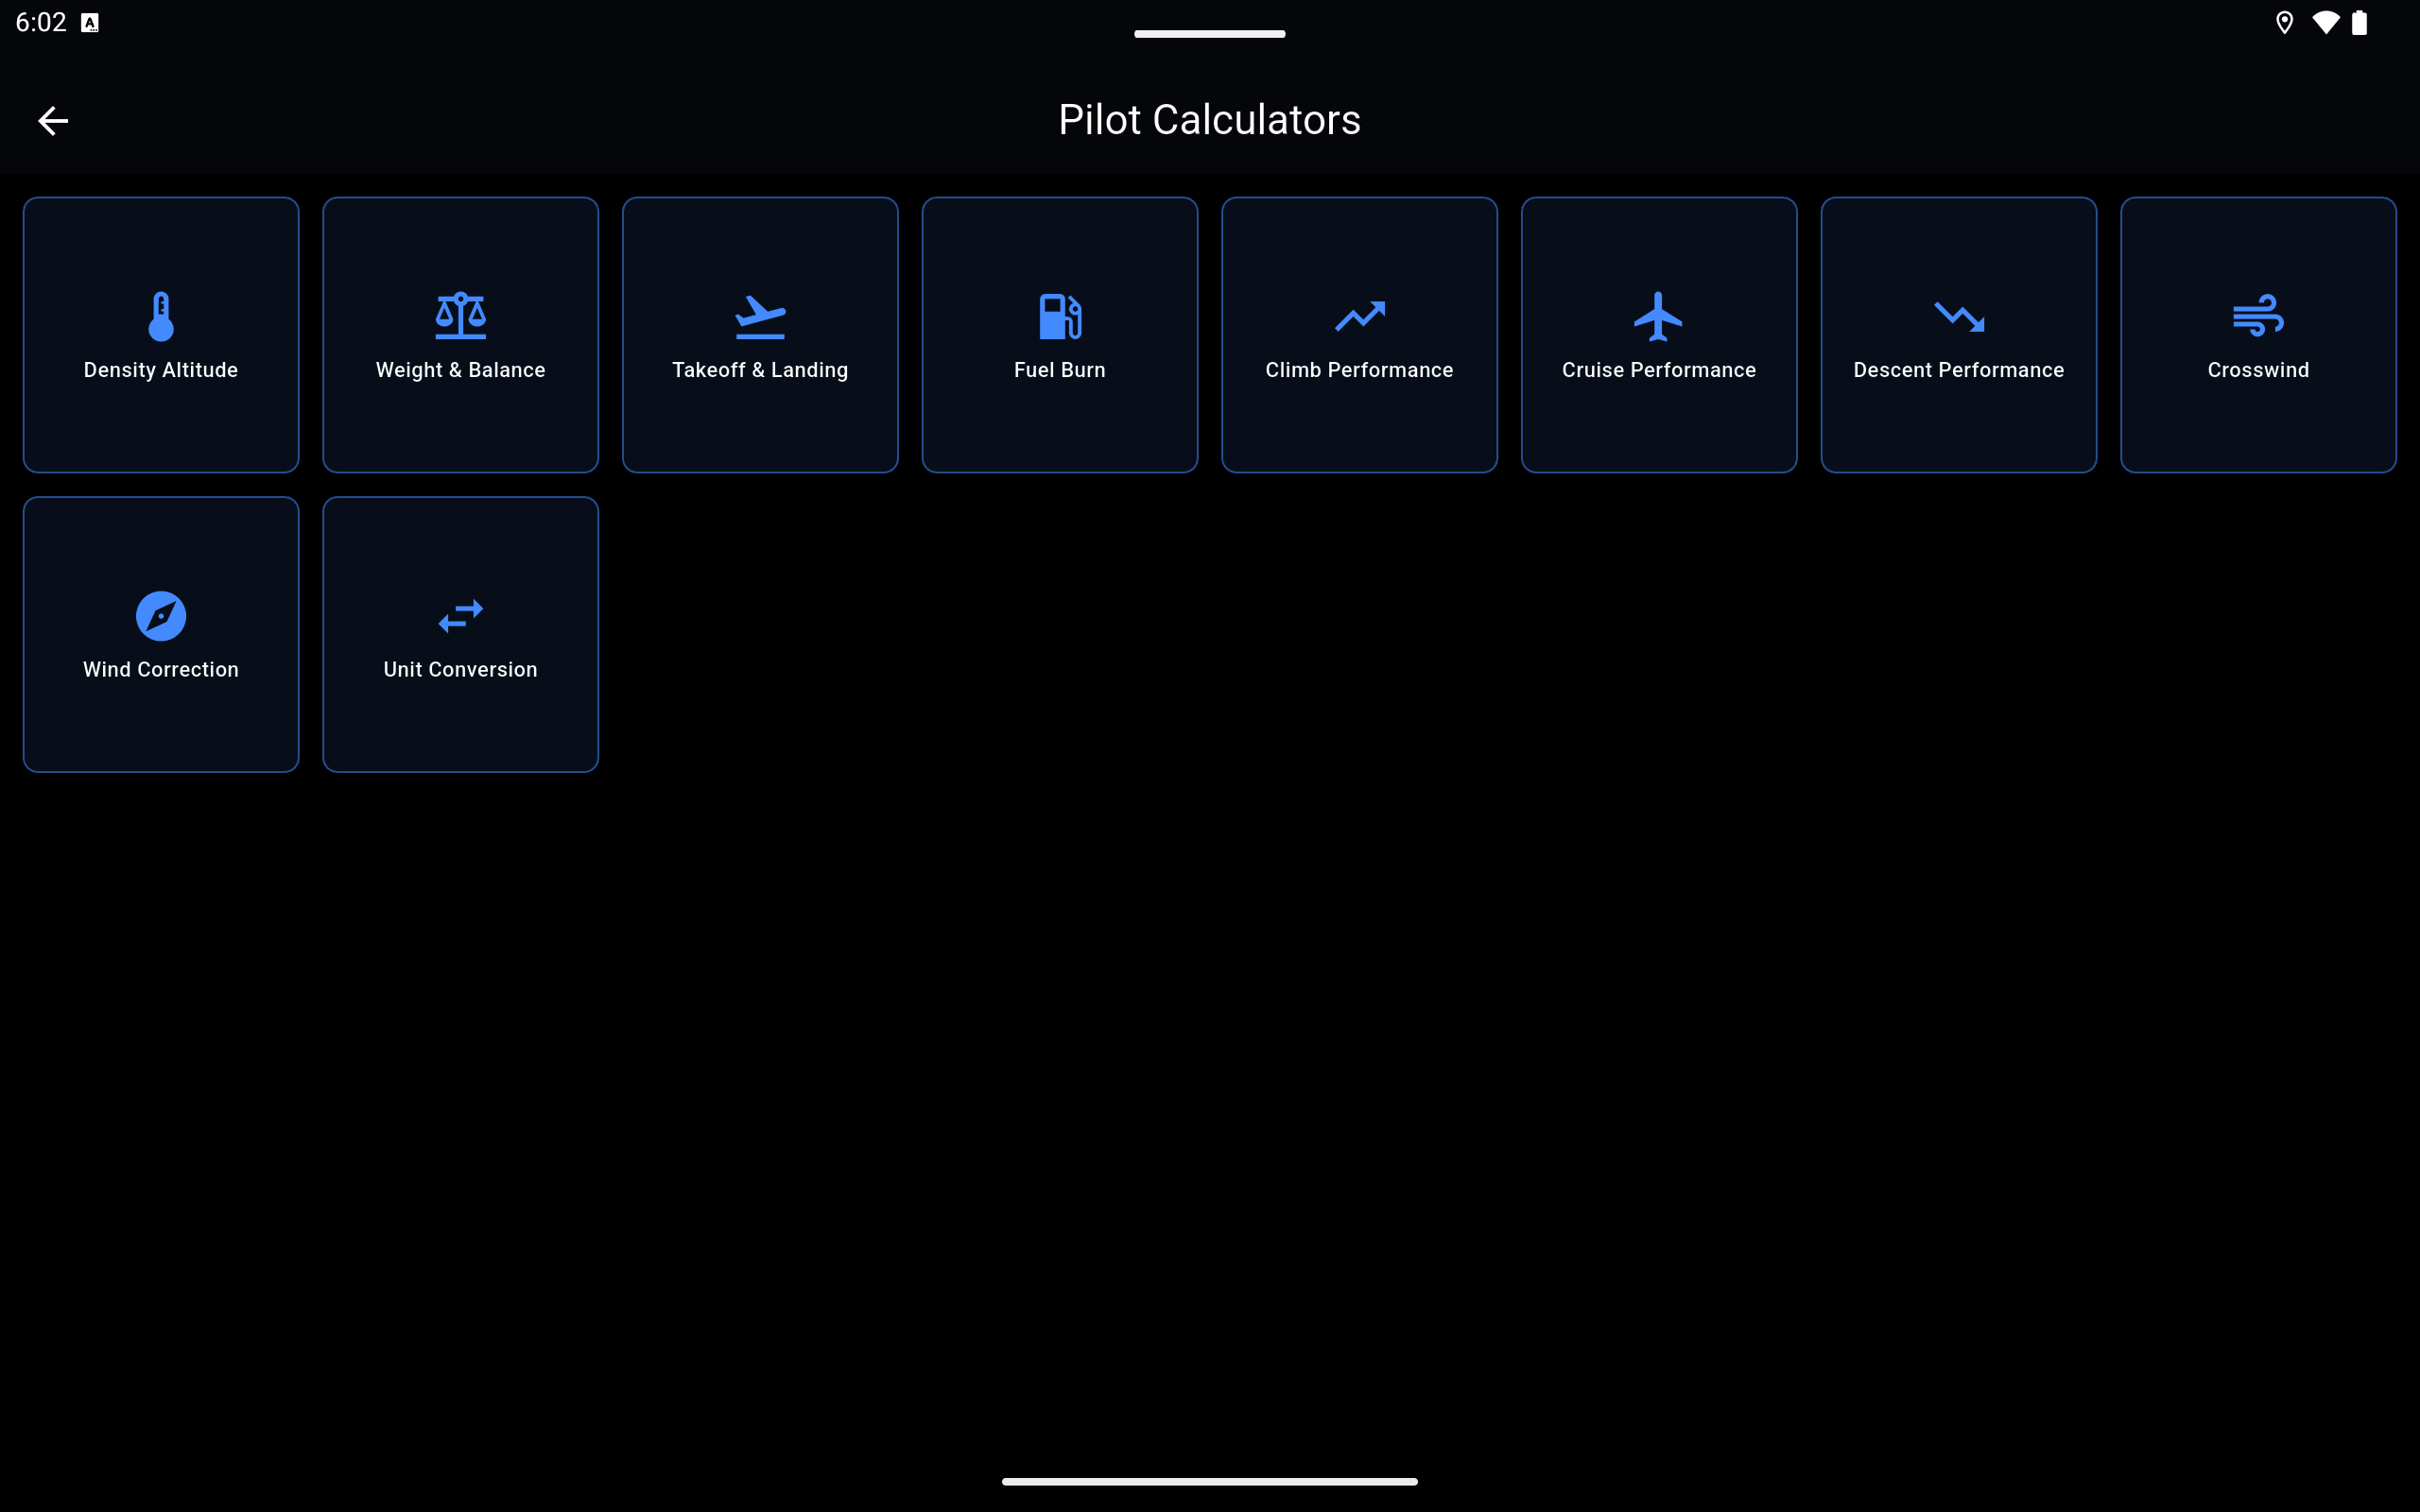 6:02
Pilot Calculators
Density Altitude
Weight & Balance
Takeoff & Landing
Fuel Burn
Climb Performance
Cruise Performance
Descent Performance
Crosswind
Wind Correction
Unit Conversion